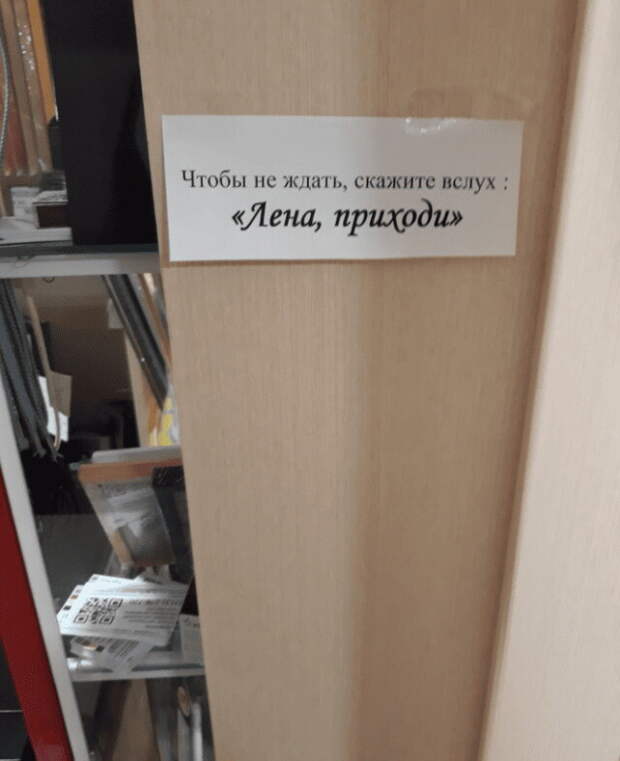 Чтобы не ждать, скажите вслух :
«Лена, приходи»